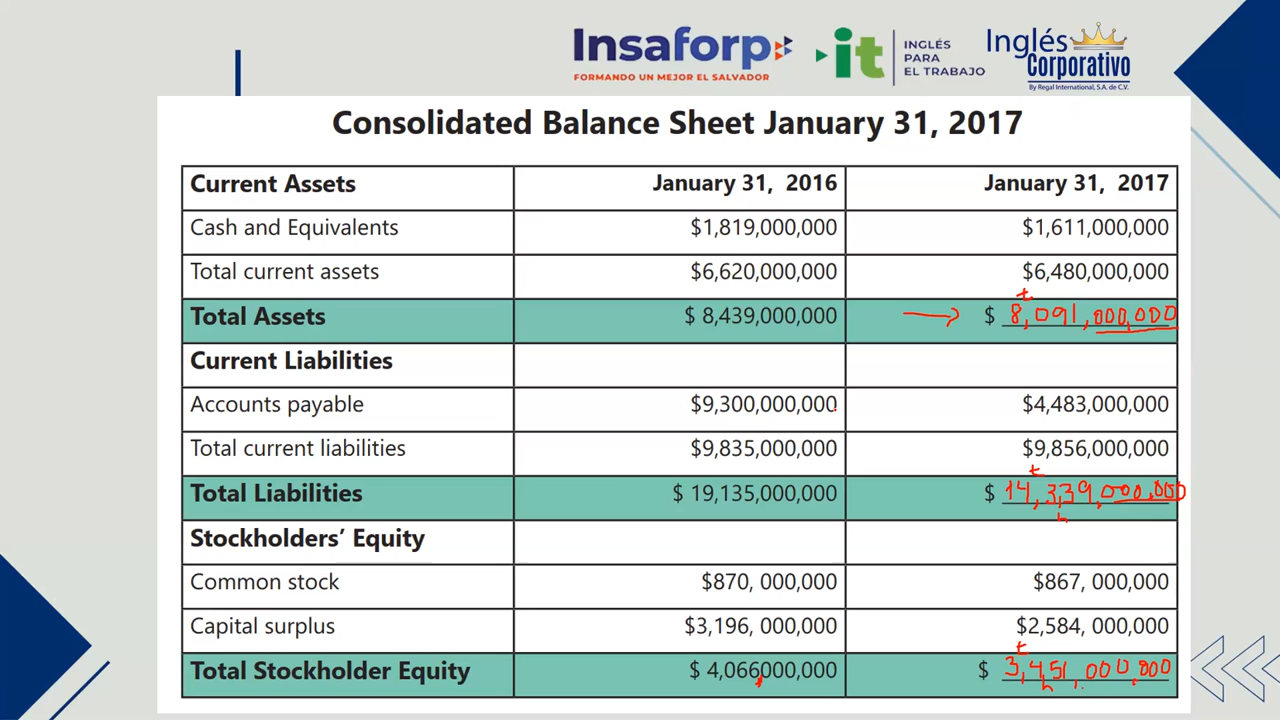 Insaforp
FORMANDO UN MEJOR EL SALVADOR
it
INGLÉS
PARA
EL TRABAJO
Inglés
Corporativo
By Regal International, S.A. de C.V.
Consolidated Balance Sheet January 31, 2017
Current Assets January 31, 2016 January 31, 2017
Cash and Equivalents $1,819,000,000 $1,611,000,000
Total current assets $6,620,000,000 $6,480,000,000
t
Total Assets $ 8,439,000,000 $ 8,091,000,000
Current Liabilities
Accounts payable $9,300,000,000 $4,483,000,000
Total current liabilities $9,835,000,000 $9,856,000,000
t
Total Liabilities $ 19,135,000,000 $ 14,339,000,000
h
Stockholders’ Equity
Common stock $870, 000,000 $867, 000,000
Capital surplus $3,196, 000,000 $2,584, 000,000
t
Total Stockholder Equity $ 4,066,000,000 $ 3,451,000,000
h